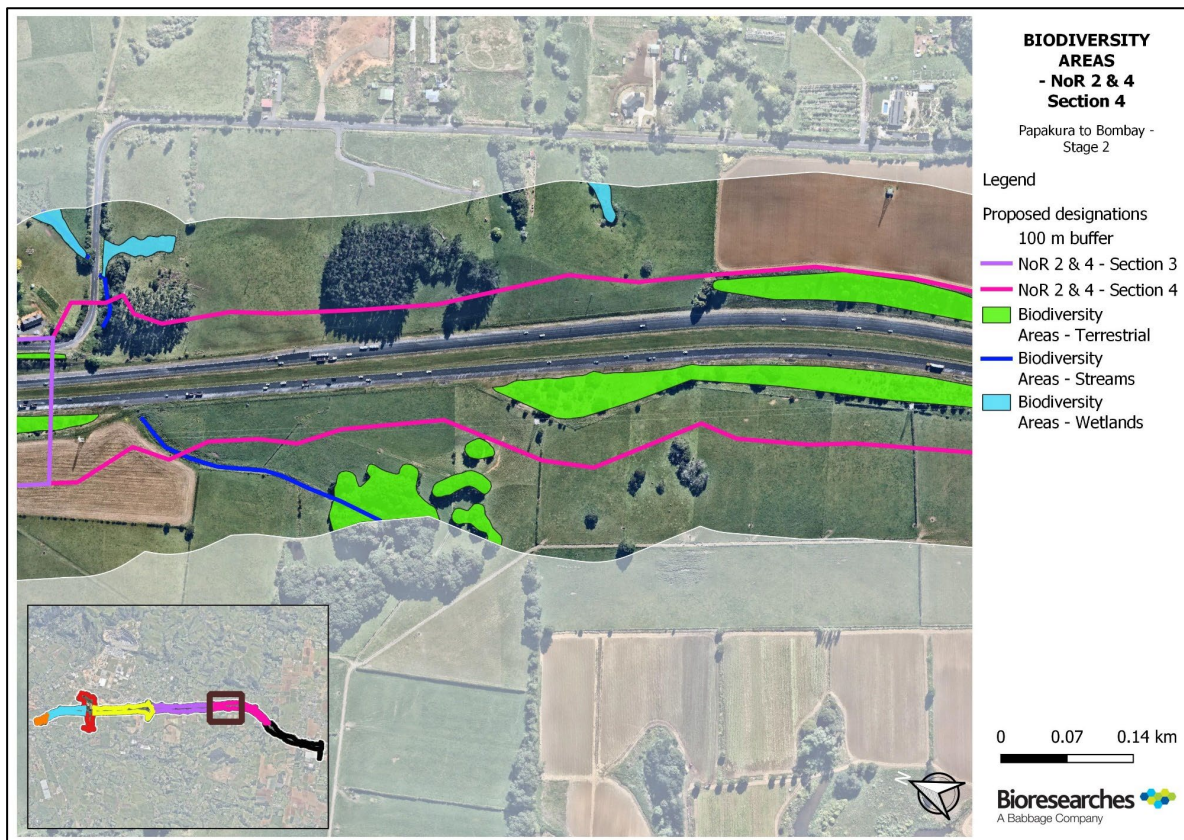 BIODIVERSITY
AREAS
- NoR 2 & 4
Section 4
Papakura to Bombay -
Stage 2
Legend
Proposed designations
100 m buffer
NoR 2 & 4 - Section 3
NoR 2 & 4 - Section 4
Biodiversity
Areas - Terrestrial
Biodiversity
Areas - Streams
Biodiversity
Areas - Wetlands
0 0.07 0.14 km
N
Bioresearches
A Babbage Company